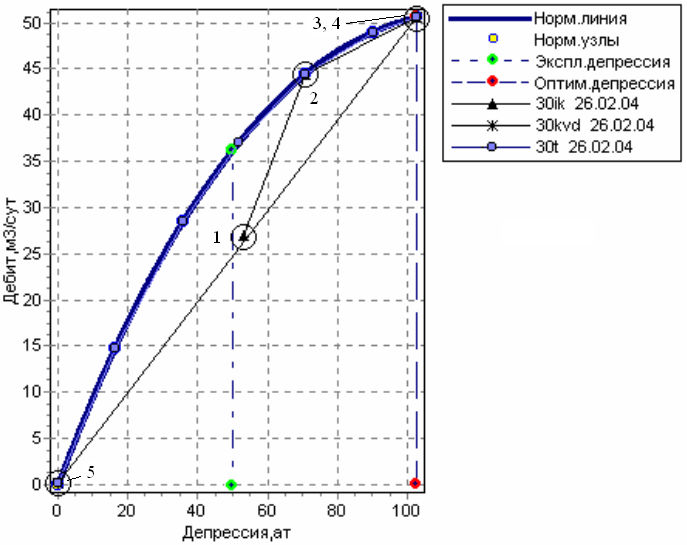 50
45
40
35
30
25
20
15
10
5
0
Дебит,м3/сут
3, 4
2
1
5
0
20
40
60
80
100
Депрессия,ат
Норм.линия
Норм.узлы
Экспл.депрессия
Оптим.депрессия
30ik 26.02.04
30kvd 26.02.04
30t 26.02.04